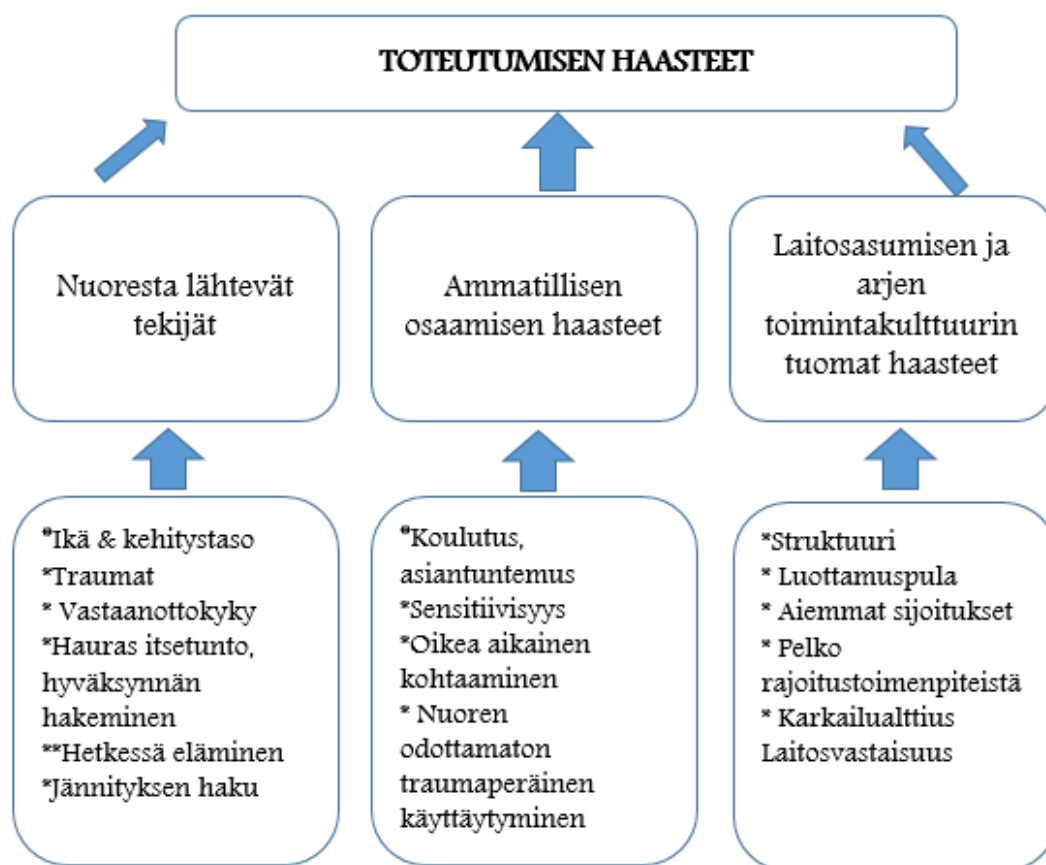 TOTEUTUMISEN HAASTEET
Nuoresta lähtevät
tekijät
Ammatillisen
osaamisen haasteet
Laitosasumisen ja
arjen
toimintakulttuurin
tuomat haasteet
*Ikä & kehitystaso
*Traumat
* Vastaanottokyky
*Hauras itsetunto,
hyväksynnän
hakeminen
**Hetkessä eläminen
*Jännityksen haku
*Koulutus,
asiantuntemus
*Sensitiivisyys
*Oikea aikainen
kohtaaminen
* Nuoren
odottamaton
traumaperäinen
käyttäytyminen
*Struktuuri
* Luottamuspula
* Aiemmat sijoitukset
* Pelko
rajoitustoimenpiteistä
* Karkailualttius
Laitosvastaisuus